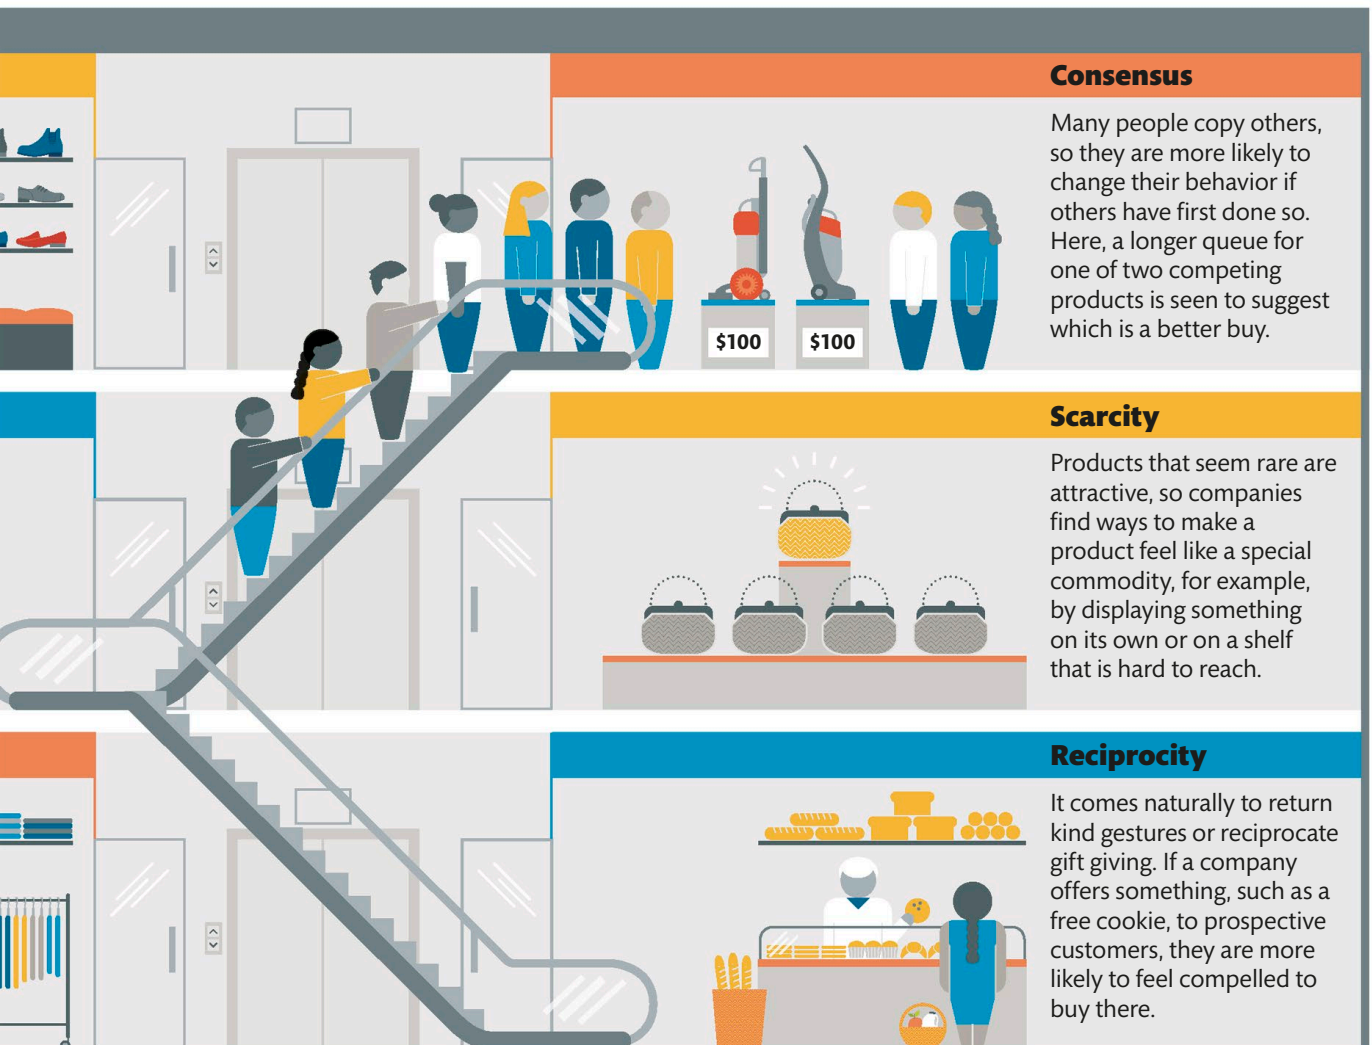 Consensus
Many people copy others,
so they are more likely to
change their behavior if
others have first done so.
Here, a longer queue for
one of two competing
products is seen to suggest
which is a better buy.
$100
$100
Scarcity
Products that seem rare are
attractive, so companies
find ways to make a
product feel like a special
commodity, for example,
by displaying something
on its own or on a shelf
that is hard to reach.
Reciprocity
It comes naturally to return
kind gestures or reciprocate
gift giving. If a company
offers something, such as a
free cookie, to prospective
customers, they are more
likely to feel compelled to
buy there.